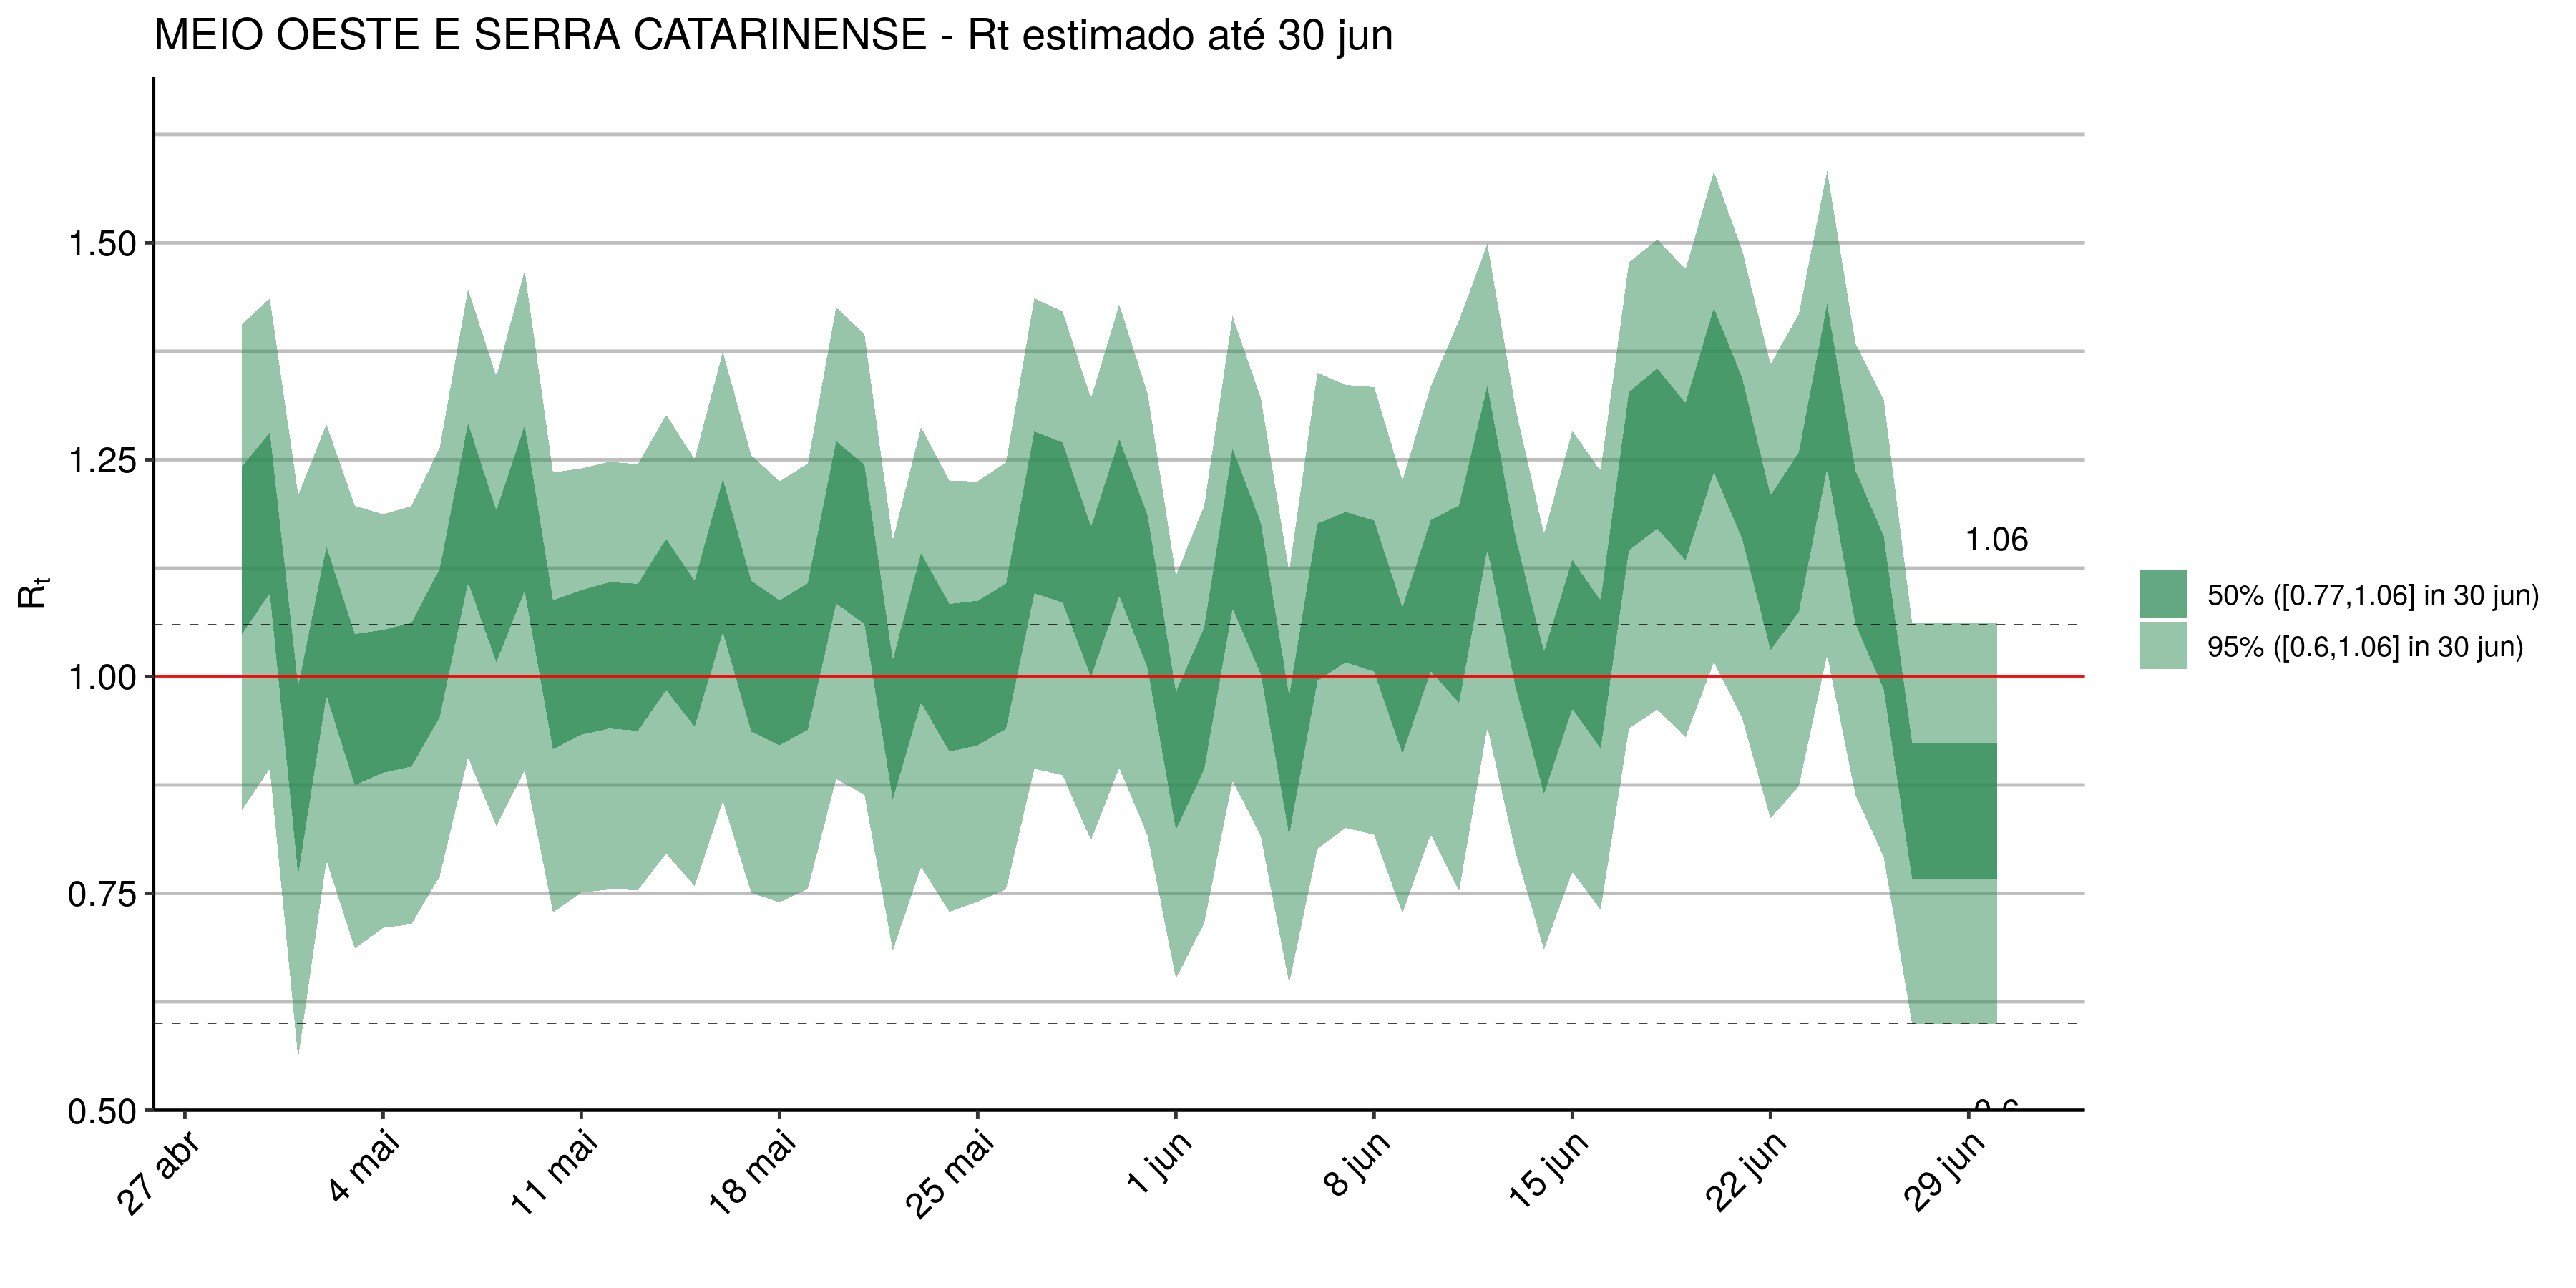 MEIO OESTE E SERRA CATARINENSE - Rt estimado até 30 jun
1.50
1.25
1.00
0.75
0.50
Rt
1.06
50% ([0.77,1.06] in 30 jun)
95% ([0.6,1.06] in 30 jun)
0.6
27 abr
4 mai
11 mai
18 mai
25 mai
1 jun
8 jun
15 jun
22 jun
29 jun